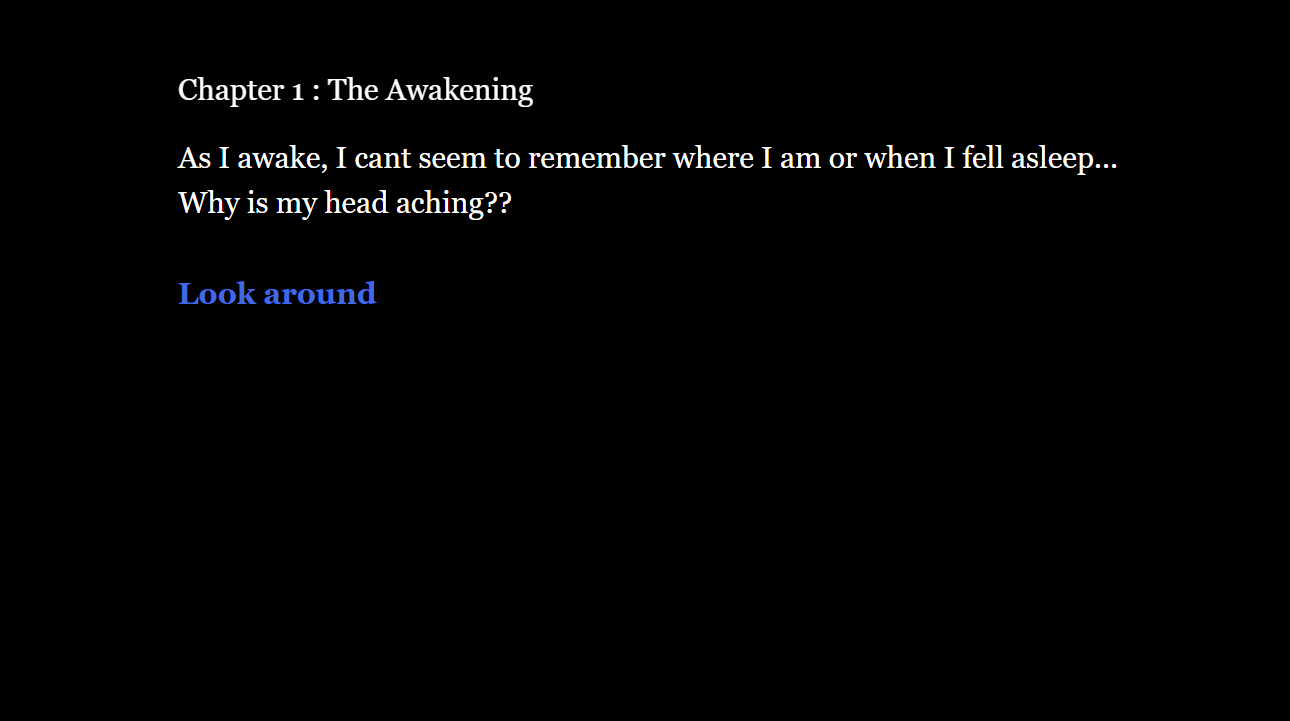 Chapter 1 : The Awakening
As I awake, I cant seem to remember where I am or when I fell asleep...
Why is my head aching??
Look around